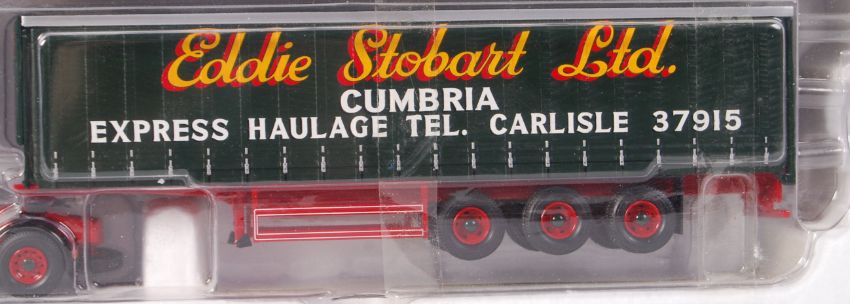 Eddie Stobart Ltd.
CUMBRIA
EXPRESS HAULAGE TEL. CARLISLE 37915